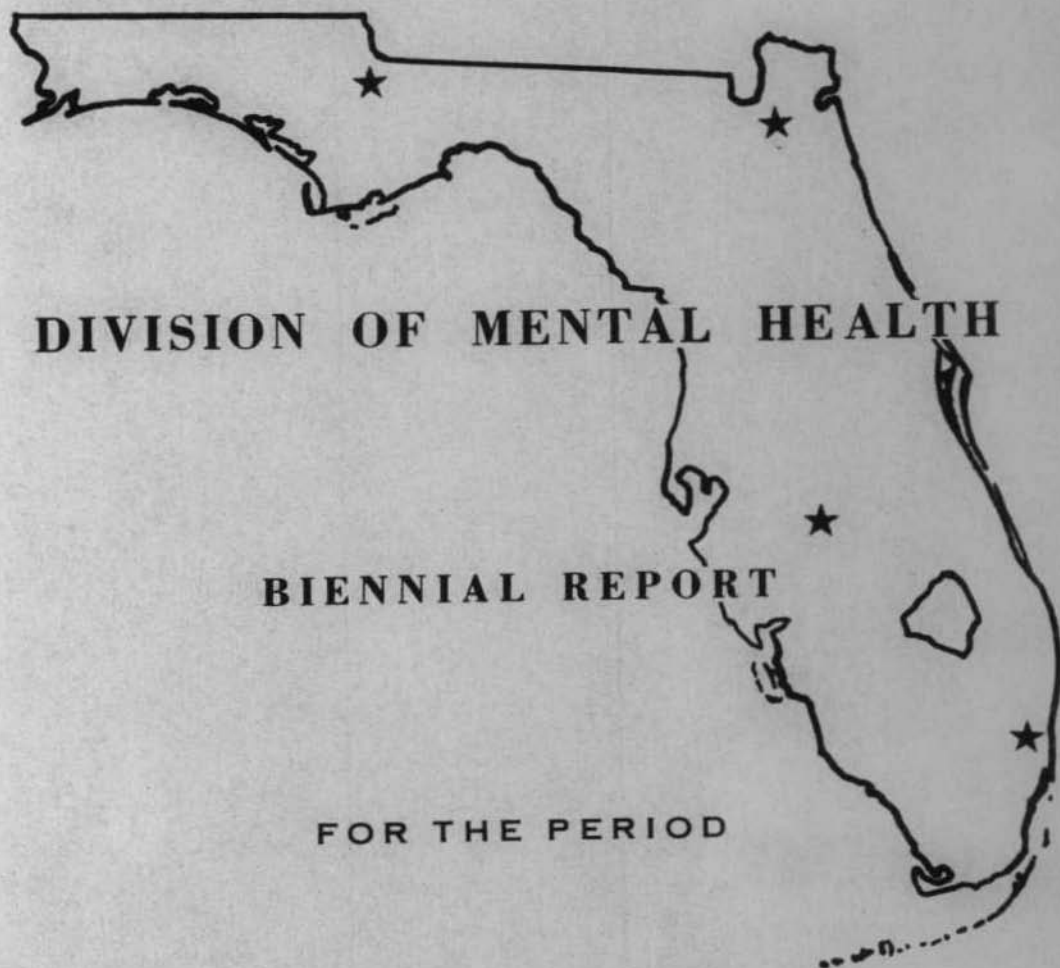 DIVISION OF MENTAL HEALTH
BIENNIAL REPORT
FOR THE PERIOD